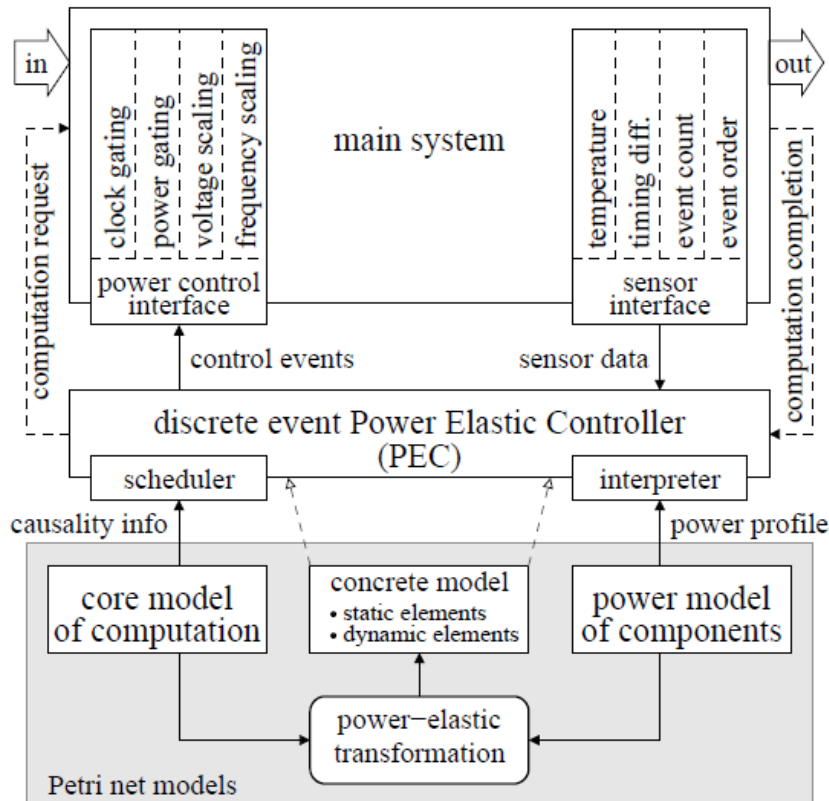 in
out
clock gating
power gating
voltage scaling
frequency scaling
main system
temperature
timing diff.
event count
event order
power control
interface
sensor
interface
computation request
computation completion
control events
sensor data
discrete event Power Elastic Controller
(PEC)
scheduler
interpreter
causality info
power profile
core model
of computation
concrete model
• static elements
• dynamic elements
power model
of components
power−elastic
transformation
Petri net models